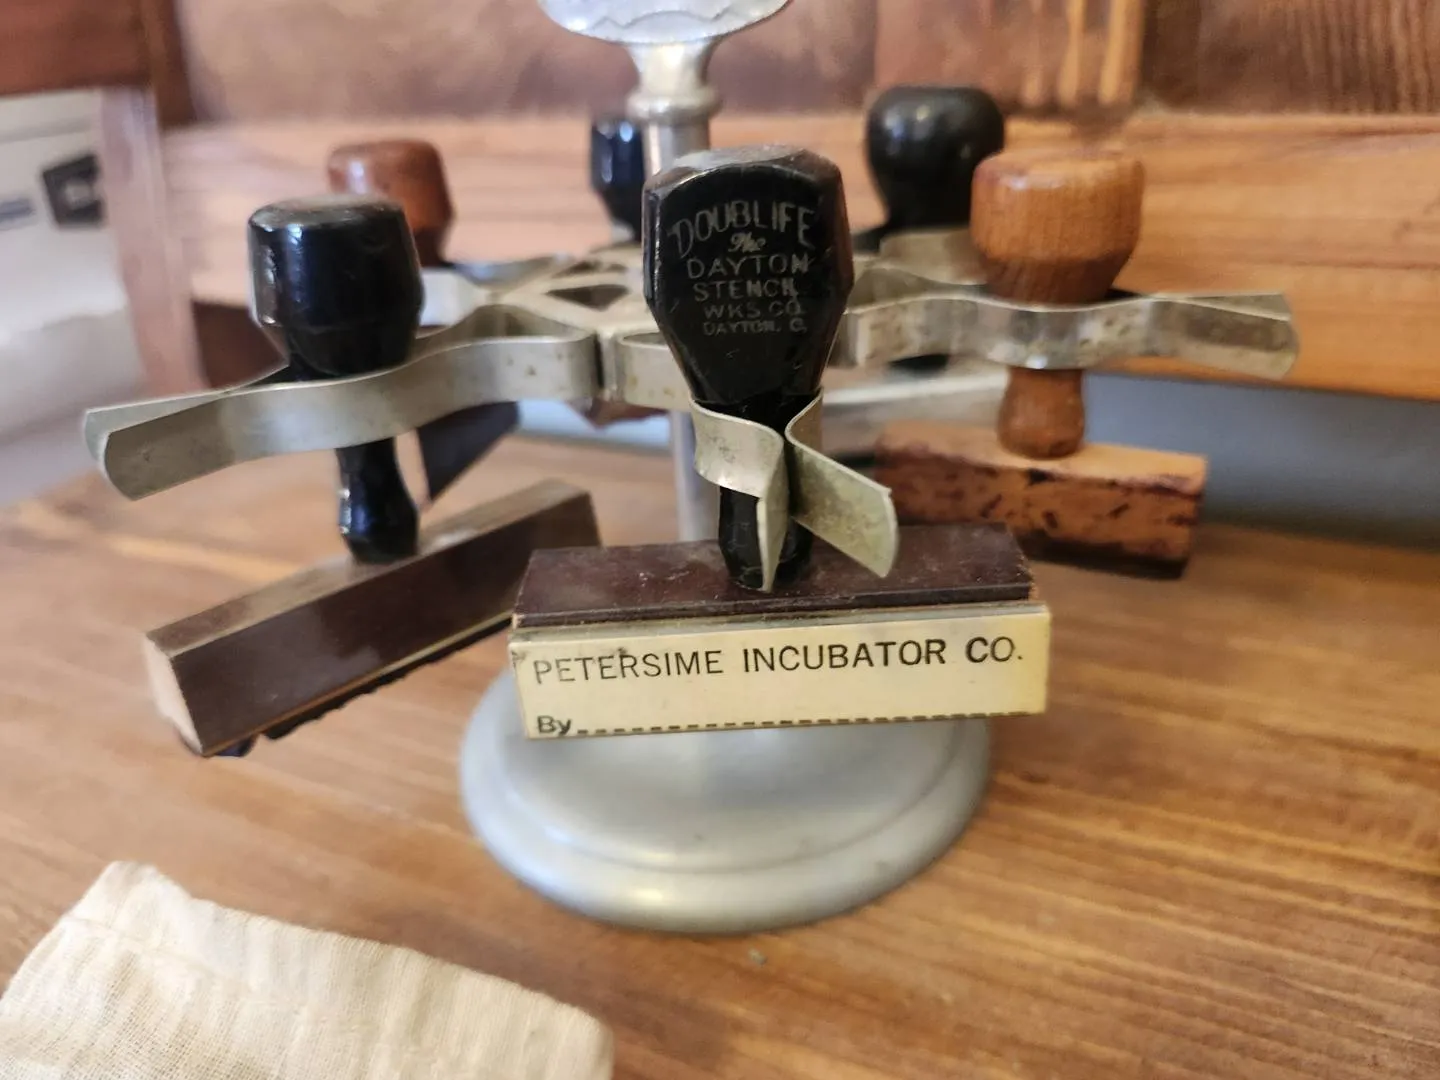 DOUBLIFE
The
DAYTON
STENCIL
WKS. CO.
DAYTON, O.
PETERSIME INCUBATOR CO.
By